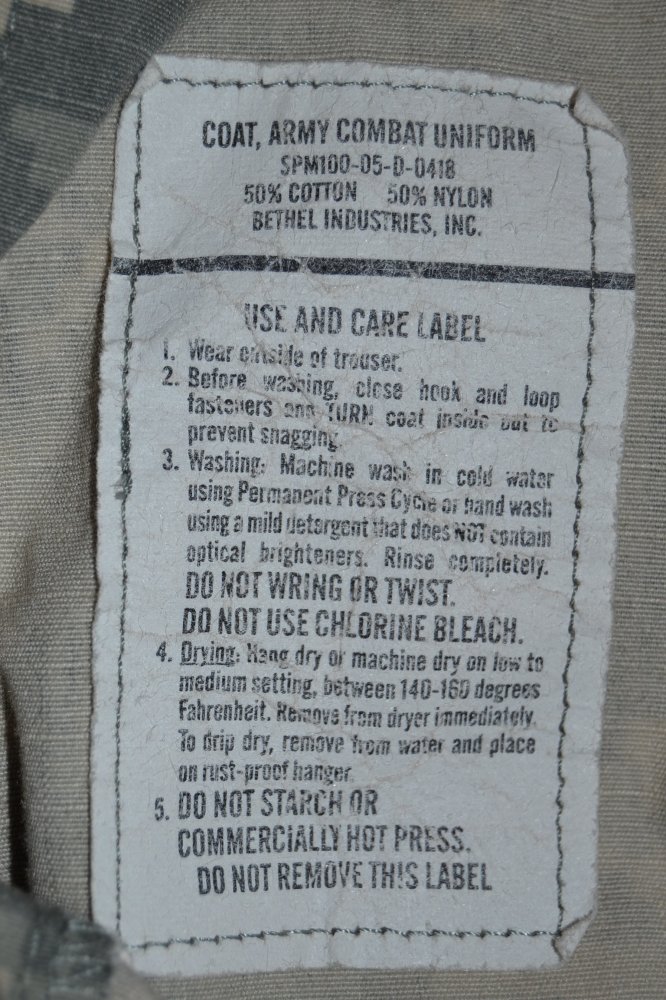 COAT, ARMY COMBAT UNIFORM
SPM100-05-D-0418
50% COTTON 50% NYLON
BETHEL INDUSTRIES, INC.
USE AND CARE LABEL
1. Wear outside of trouser.
2. Before washing, close hook and loop
fasteners and TURN coat inside out to
prevent snagging
3. Washing: Machine wash in cold water
using Permanent Press Cycle or hand wash
using a mild detergent that does NOT contain
optical brighteners. Rinse completely.
DO NOT WRING OR TWIST.
DO NOT USE CHLORINE BLEACH.
4. Drying: Hang dry or machine dry on low to
medium setting, between 140-160 degrees
Fahrenheit. Remove from dryer immediately.
To drip dry, remove from water and place
on rust-proof hanger.
5. DO NOT STARCH OR
COMMERCIALLY HOT PRESS.
DO NOT REMOVE THIS LABEL